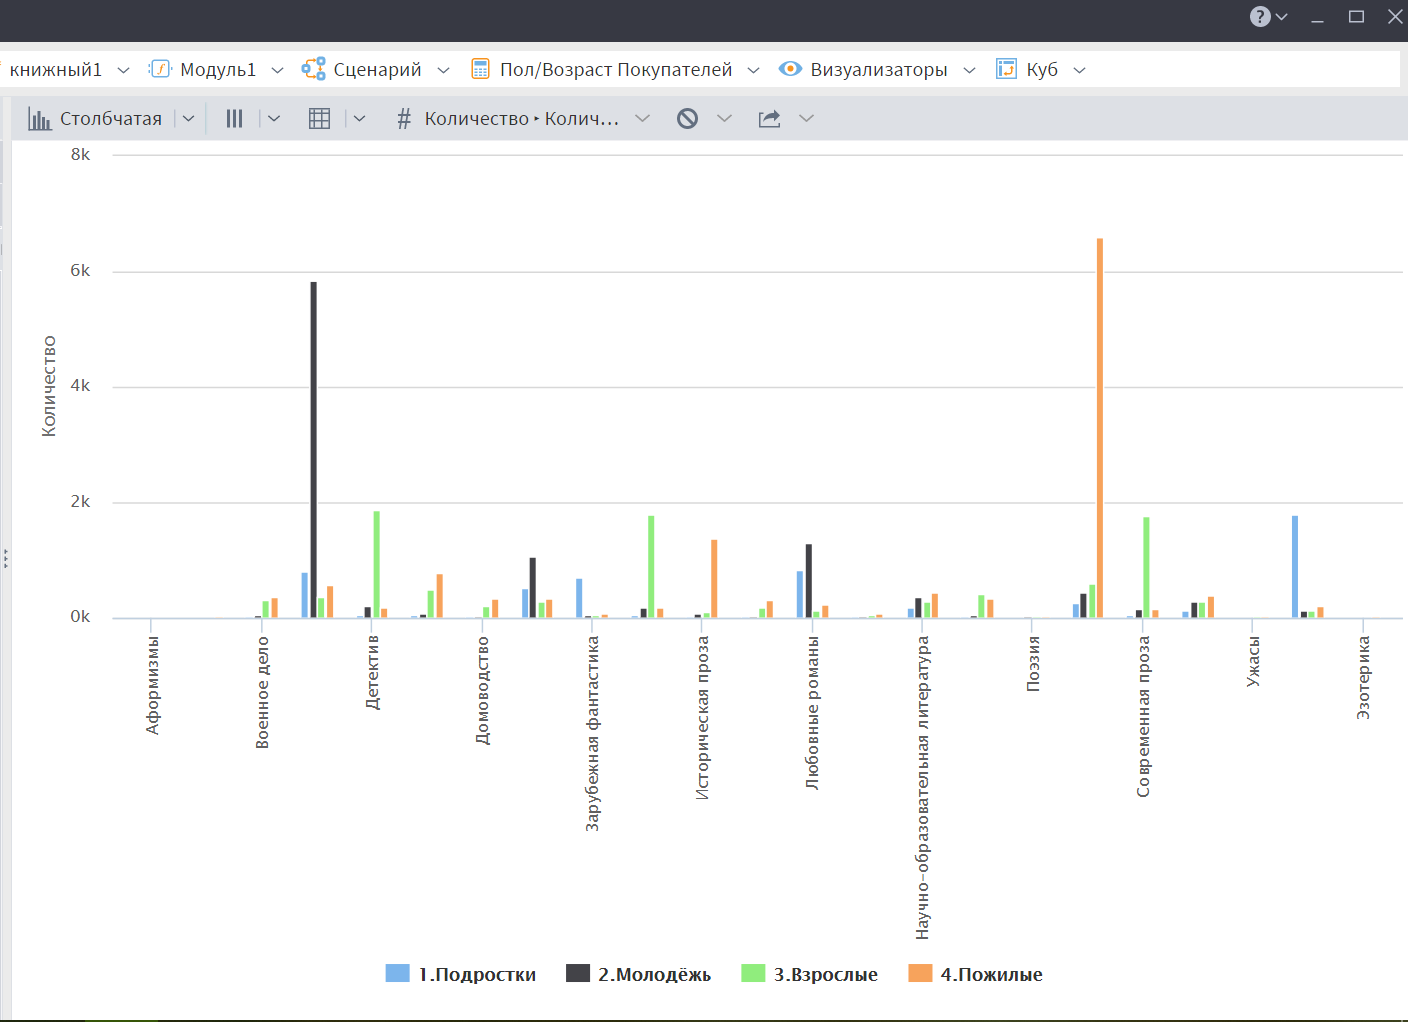 ?
книжный1 Модуль1 Сценарий Пол/Возраст Покупателей Визуализаторы Куб
Столбчатая # Количество ‣ Колич...
8k
6k
4k
2k
0k
Количество
Аформизмы
Военное дело
Детектив
Домоводство
Зарубежная фантастика
Историческая проза
Любовные романы
Научно-образовательная литература
Поэзия
Современная проза
Ужасы
Эзотерика
1.Подростки 2.Молодёжь 3.Взрослые 4.Пожилые